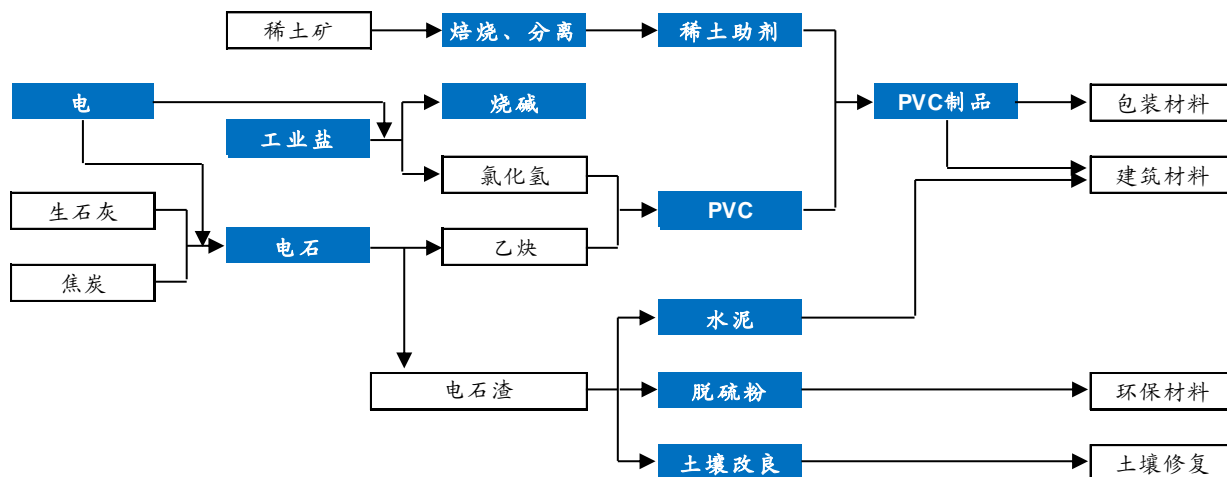 稀土矿
焙烧、分离
稀土助剂
电
烧碱
PVC制品
包装材料
工业盐
氯化氢
建筑材料
生石灰
PVC
电石
乙炔
焦炭
水泥
电石渣
脱硫粉
环保材料
土壤改良
土壤修复